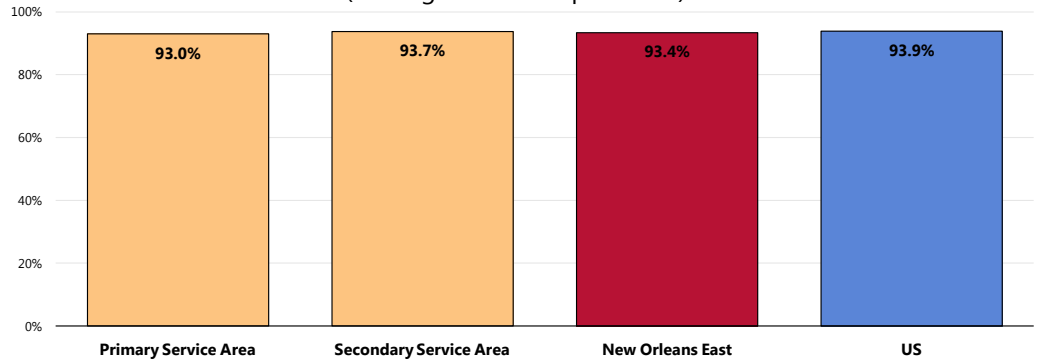 100%
93.0%
93.7%
93.4%
93.9%
80%
60%
40%
20%
0%
Primary Service Area
Secondary Service Area
New Orleans East
US